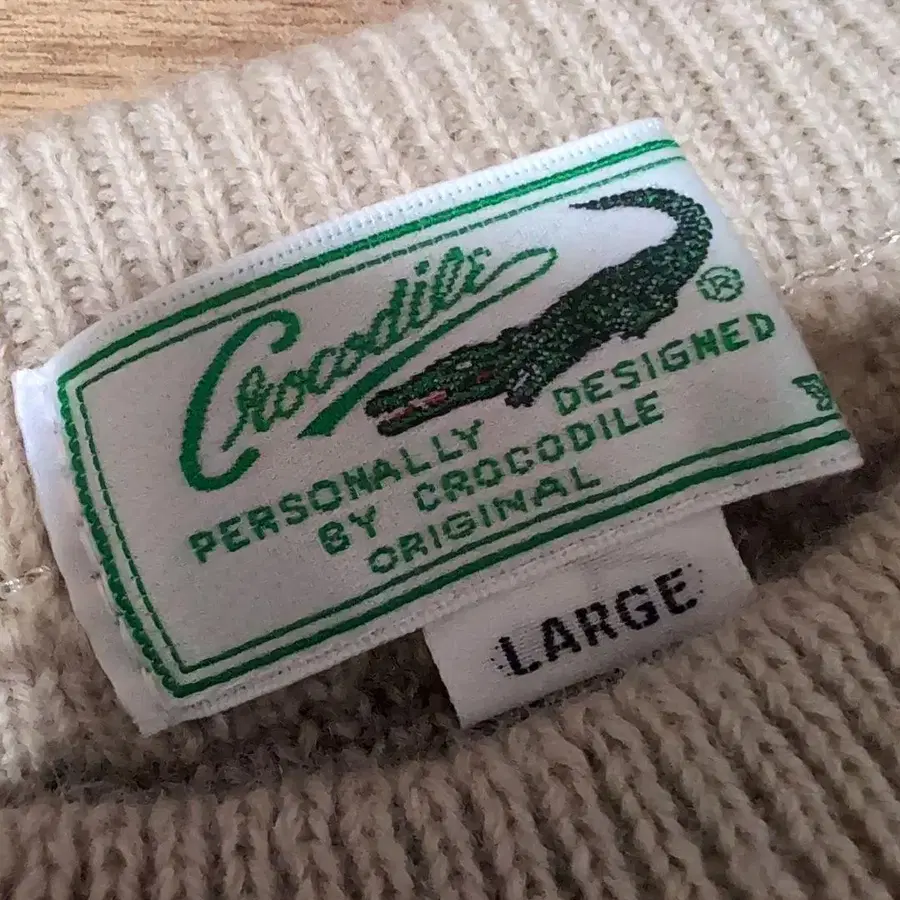 Crocodile
®
PERSONALLY DESIGNED
BY CROCODILE
ORIGINAL
LARGE